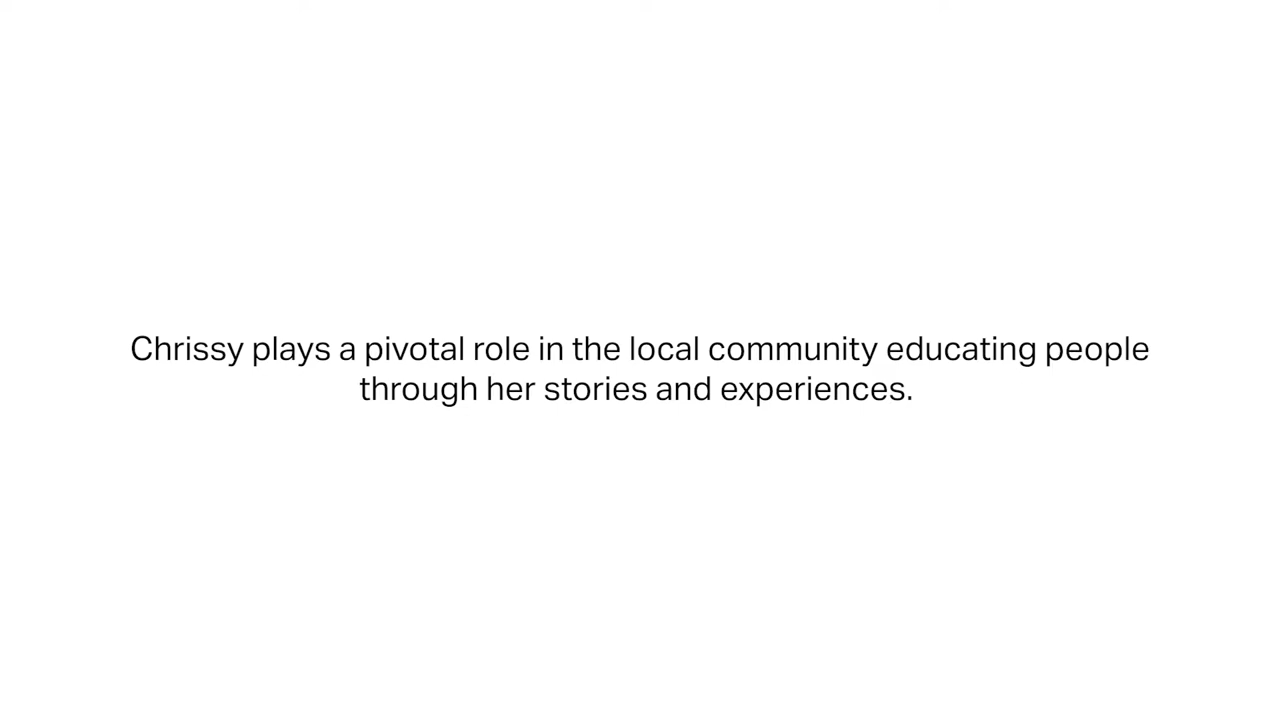 Chrissy plays a pivotal role in the local community educating people
through her stories and experiences.